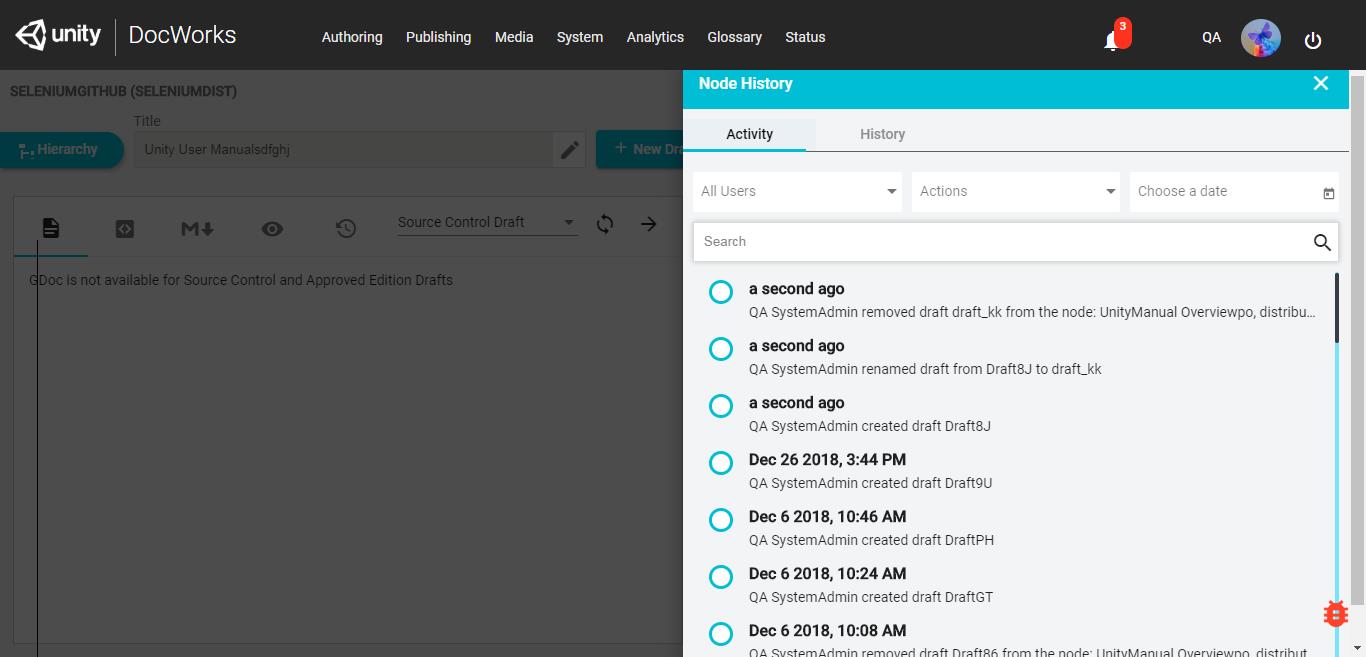 unity DocWorks
Authoring Publishing Media System Analytics Glossary Status
3
QA
SELENIUMGITHUB (SELENIUMDIST)
Title
Hierarchy
Unity User Manualsdfghj
+ New Dra
M
Source Control Draft
GDoc is not available for Source Control and Approved Edition Drafts
Node History
Activity History
All Users Actions Choose a date
Search
a second ago
QA SystemAdmin removed draft draft_kk from the node: UnityManual Overviewpo, distribu...
a second ago
QA SystemAdmin renamed draft from Draft8J to draft_kk
a second ago
QA SystemAdmin created draft Draft8J
Dec 26 2018, 3:44 PM
QA SystemAdmin created draft Draft9U
Dec 6 2018, 10:46 AM
QA SystemAdmin created draft DraftPH
Dec 6 2018, 10:24 AM
QA SystemAdmin created draft DraftGT
Dec 6 2018, 10:08 AM
QA SystemAdmin removed draft Draft86 from the node: UnityManual Overviewpo, distribut